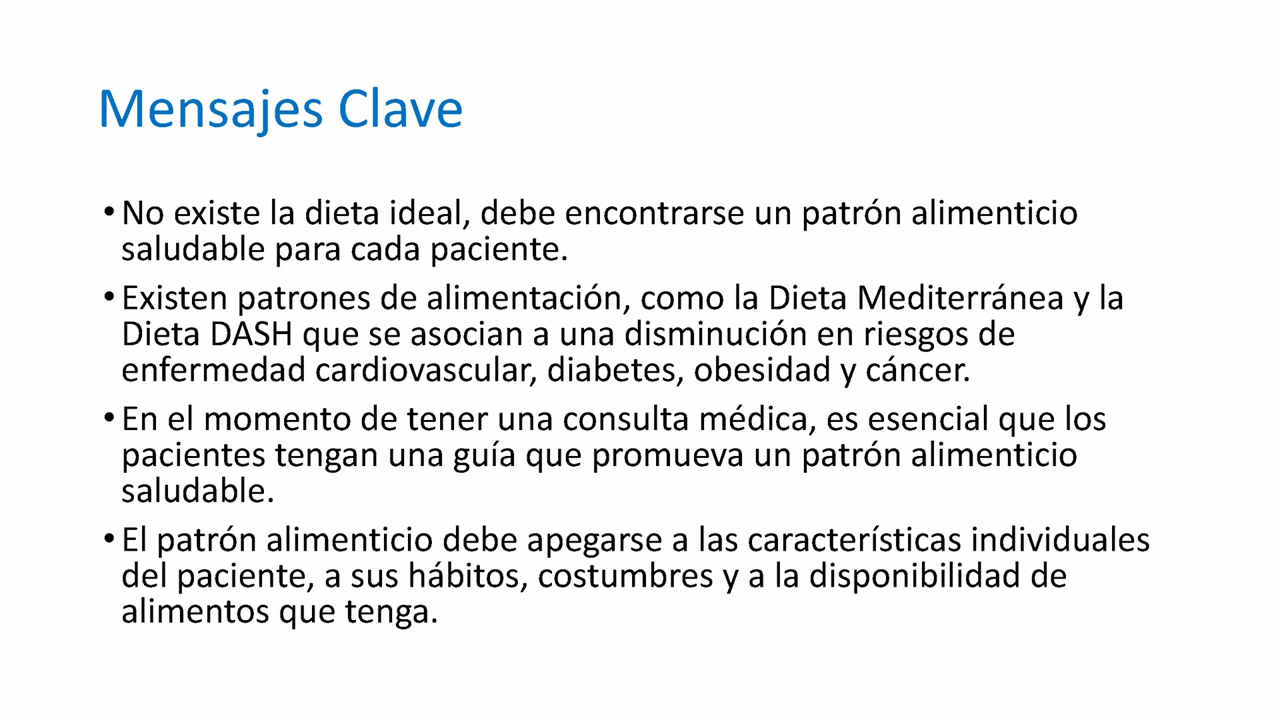 Mensajes Clave
•No existe la dieta ideal, debe encontrarse un patrón alimenticio
saludable para cada paciente.
•Existen patrones de alimentación, como la Dieta Mediterránea y la
Dieta DASH que se asocian a una disminución en riesgos de
enfermedad cardiovascular, diabetes, obesidad y cáncer.
•En el momento de tener una consulta médica, es esencial que los
pacientes tengan una guía que promueva un patrón alimenticio
saludable.
•El patrón alimenticio debe apegarse a las características individuales
del paciente, a sus hábitos, costumbres y a la disponibilidad de
alimentos que tenga.